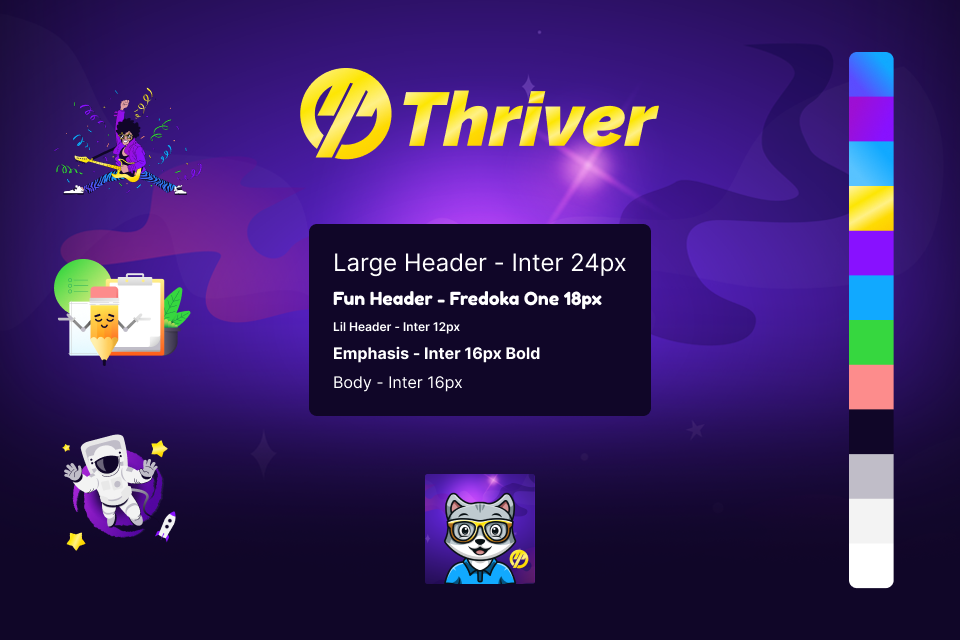 Thriver
Large Header - Inter 24px
Fun Header - Fredoka One 18px
Lil Header - Inter 12px
Emphasis - Inter 16px Bold
Body - Inter 16px